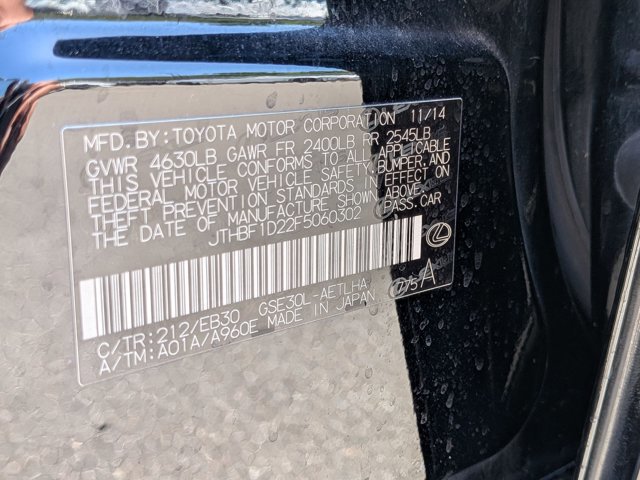 MFD. BY: TOYOTA MOTOR CORPORATION 11/14
GVWR 4630LB GAWR FR 2400LB RR 2545LB
THIS VEHICLE CONFORMS TO ALL APPLICABLE
FEDERAL MOTOR VEHICLE SAFETY, BUMPER, AND
THEFT PREVENTION STANDARDS IN EFFECT ON
THE DATE OF MANUFACTURE SHOWN ABOVE.
JTHBF1D22F5060302 PASS. CAR
C/TR: 212/EB30 GSE30L-AETLHA
A/TM: A01A/A960E MADE IN JAPAN
A